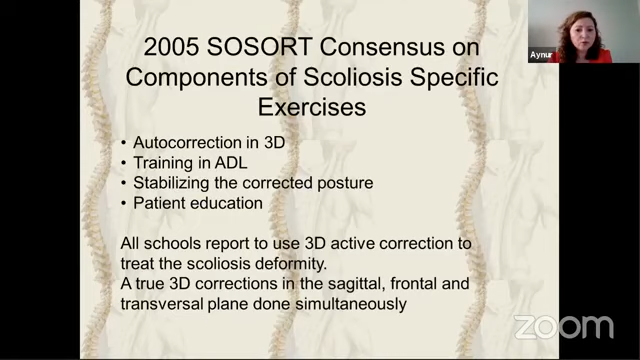 2005 SOSORT Consensus on
Components of Scoliosis Specific
Exercises
• Autocorrection in 3D
• Training in ADL
• Stabilizing the corrected posture
• Patient education
All schools report to use 3D active correction to
treat the scoliosis deformity.
A true 3D corrections in the sagittal, frontal and
transversal plane done simultaneously
Aynur
zoom